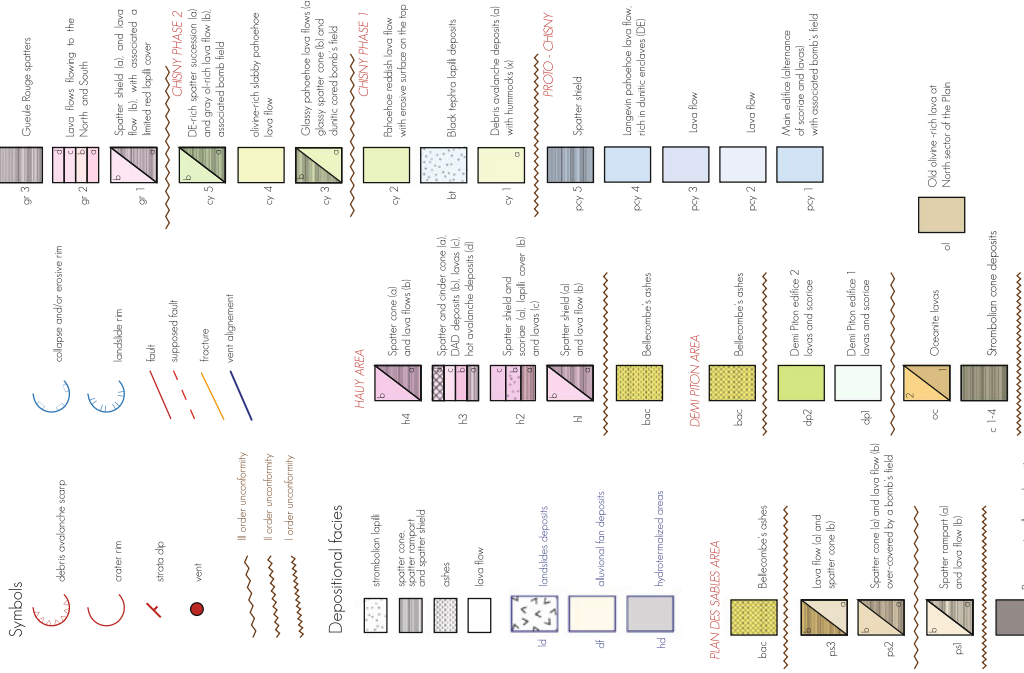 gr 3
Gueule Rouge spatters
gr 2
d
c
b
a
Lava flows flowing to the
North and South
gr 1
b
a
Spatter shield (a), and lava
flow (b), with associated a
limited red lapilli cover
CHISNY PHASE 2
cy 5
b
a
DE-rich spatter succession (a)
and gray ol-rich lava flow (b),
associated bomb field
cy 4
olivine-rich slabby pahoehoe
lava flow
cy 3
b
a
Glassy pahoehoe lava flows (a
glassy spatter cone (b) and
dunitic cored bomb's field
CHISNY PHASE 1
cy 2
Pahoehoe reddish lava flow
with erosive surface on the top
bt
Black tephra lapilli deposits
cy 1
a
Debris avalanche deposits (a)
with hummocks (x)
PROTO - CHISNY
pcy 5
Spatter shield
pcy 4
Langevin pahoehoe lava flow,
rich in dunitic enclaves (DE)
pcy 3
Lava flow
pcy 2
Lava flow
pcy 1
Main edifice (alternance
of scoriae and lavas)
with associated bomb's field
ol
Old olivine -rich lava at
North sector of the Plan
collapse and/or erosive rim
landslide rim
fault
supposed fault
fracture
vent alignement
HAUY AREA
h4
b
a
Spatter cone (a)
and lava flows (b)
h3
c
b
a
Spatter and cinder cone (a),
DAD deposits (b), lavas (c),
hot avalanche deposits (d)
h2
c
b
a
Spatter shield and
scoriae (a), lapilli cover (b)
and lavas (c)
h1
b
a
Spatter shield (a)
and lava flow (b)
bac
Bellecombe's ashes
DEMI PITON AREA
bac
Bellecombe's ashes
dp2
Demi Piton edifice 2
lavas and scoriae
dp1
Demi Piton edifice 1
lavas and scoriae
oc
2
1
Oceanite lavas
c 1-4
Strombolian cone deposits
Symbols
debris avalanche scarp
crater rim
strata dip
vent
III order unconformity
II order unconformity
I order unconformity
Depositional facies
strombolian lapilli
spatter cone,
spatter rampart
and spatter shield
ashes
lava flow
ld
landslides deposits
df
alluvional fan deposits
hd
hydrotermalized areas
PLAN DES SABLES AREA
bac
Bellecombe's ashes
ps3
b
a
Lava flow (a) and
spatter cone (b)
ps2
b
a
Spatter cone (a) and lava flow (b)
over-covered by a bomb's field
ps1
b
a
Spatter rampart (a)
and lava flow (b)